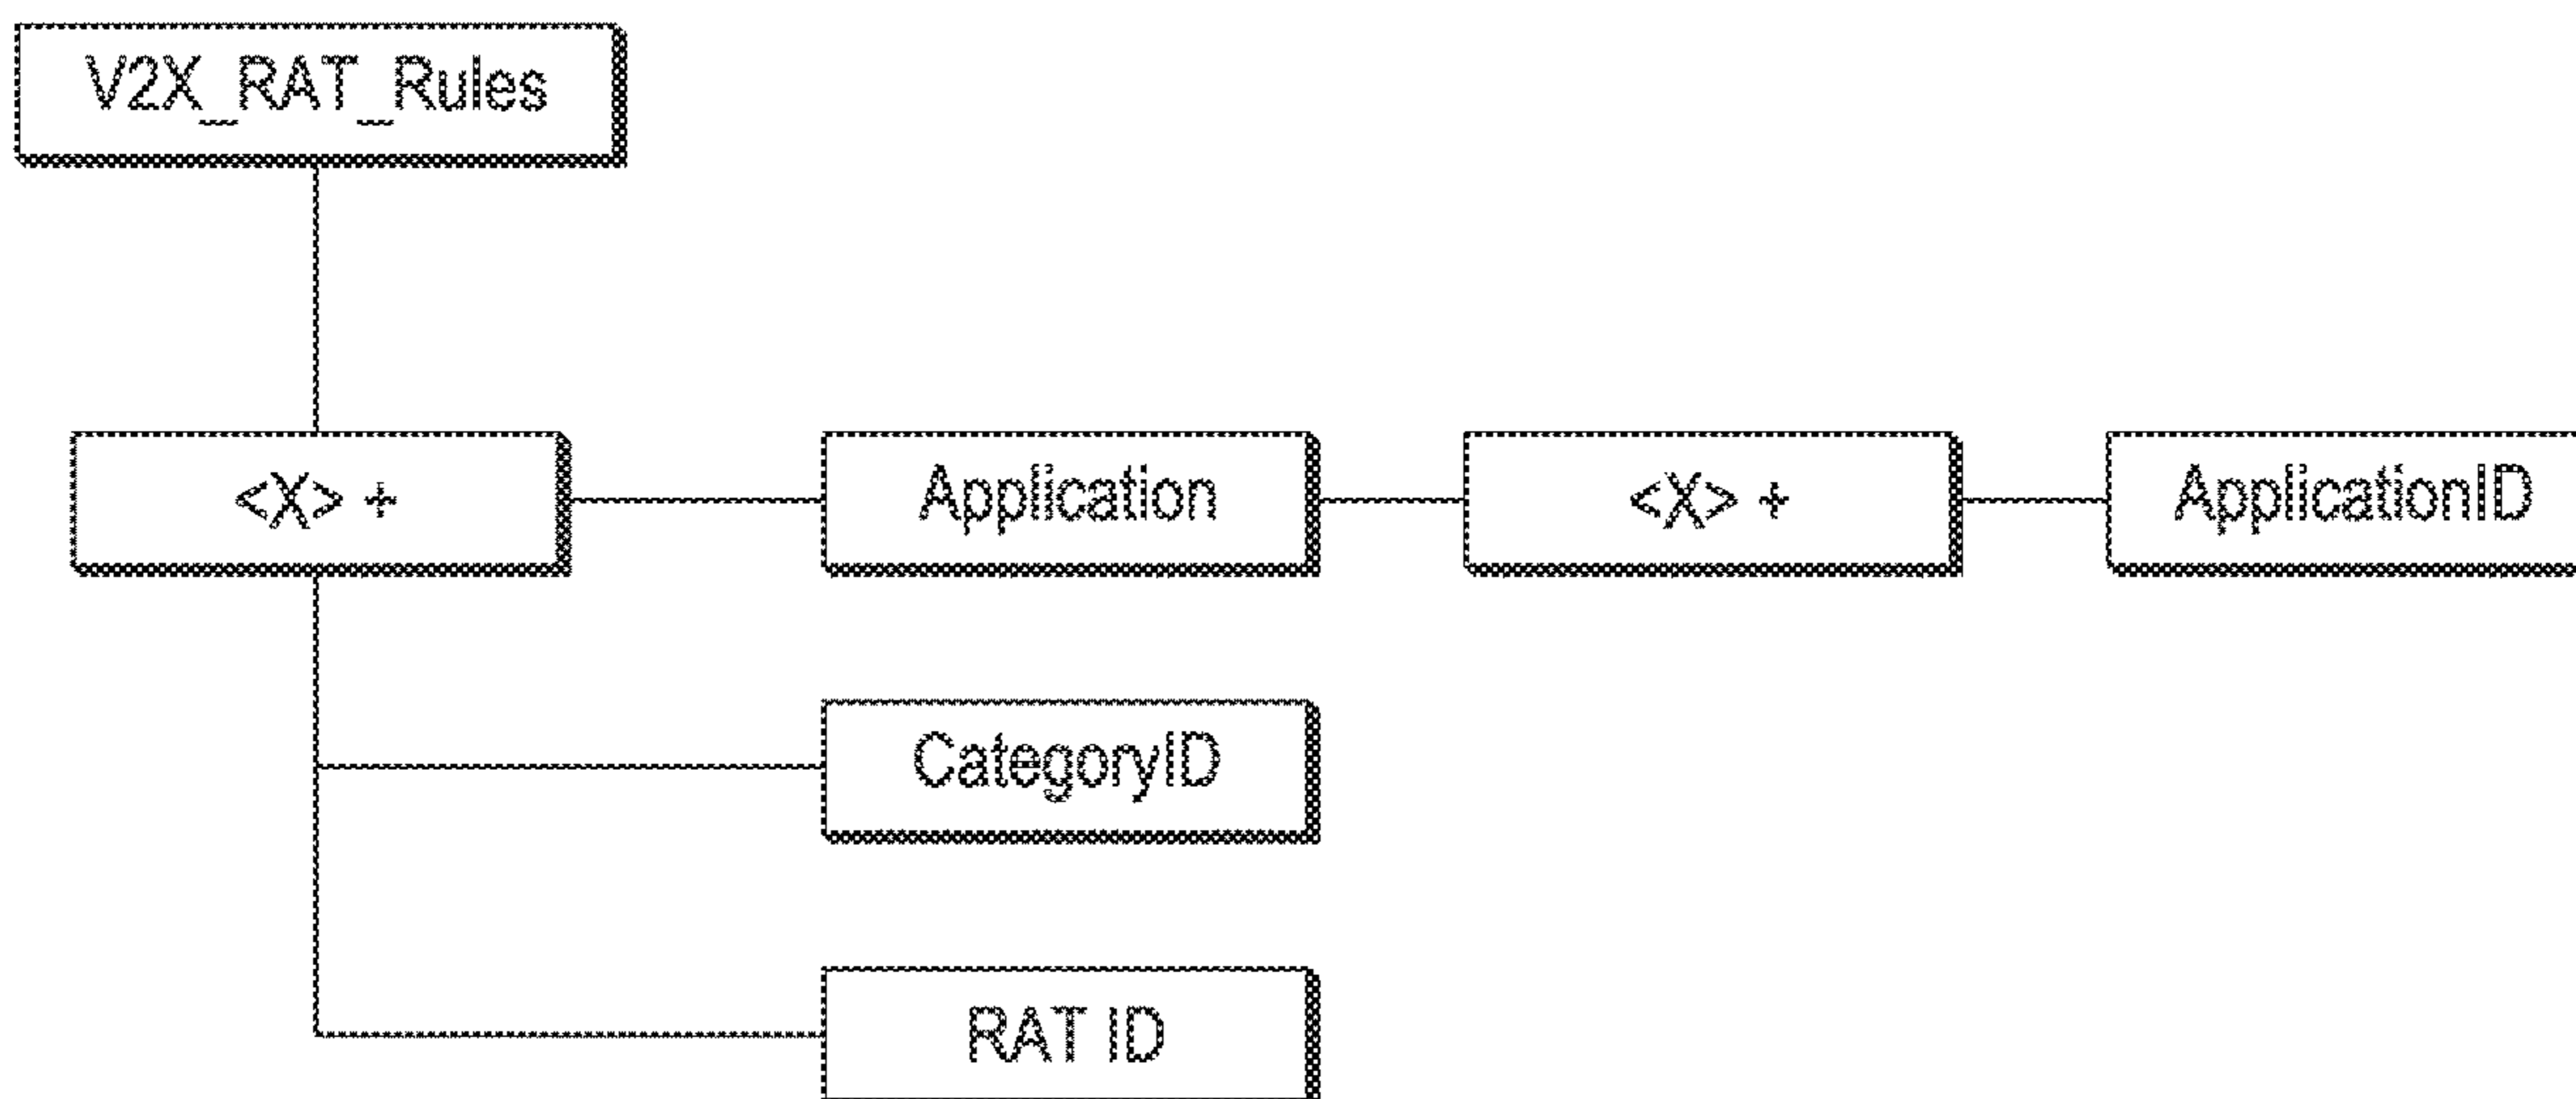 V2X_RAT_Rules
<X> +
Application
<X> +
ApplicationID
CategoryID
RAT ID